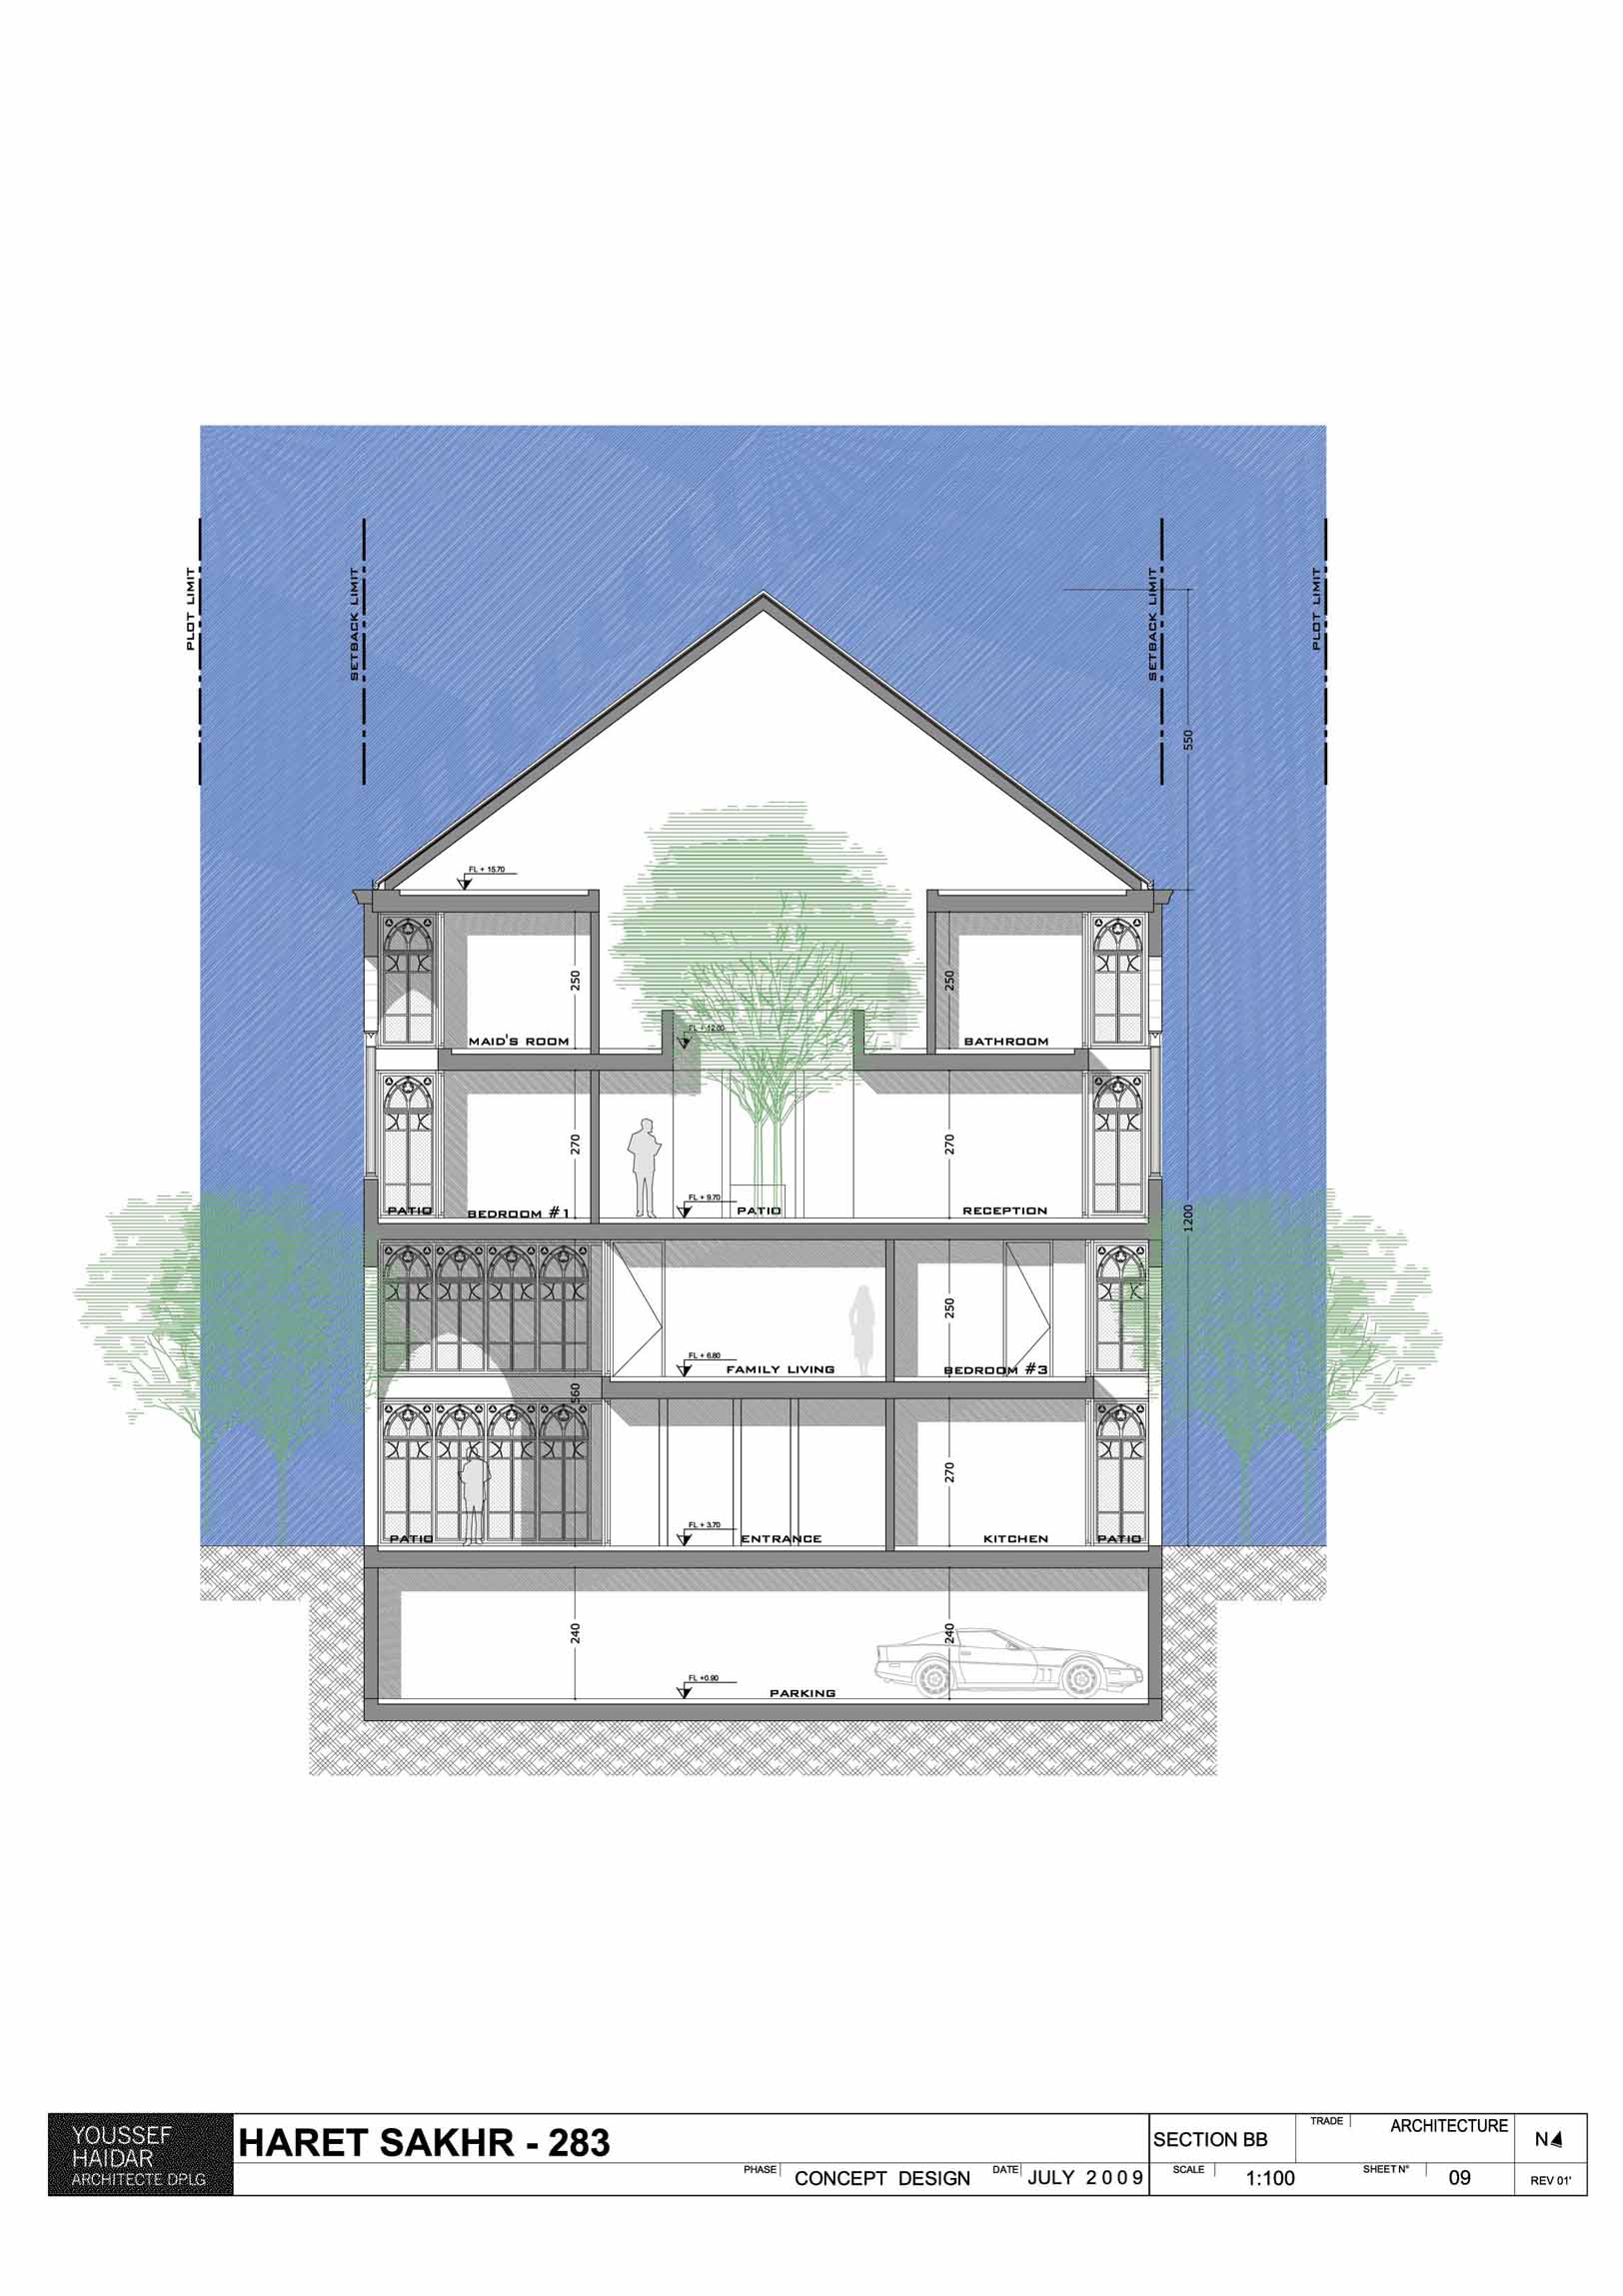 PLOT LIMIT
SETBACK LIMIT
SETBACK LIMIT
PLOT LIMIT
550
FL + 15.70
250
250
MAID'S ROOM
BATHROOM
FL + 12.80
270
270
FL + 9.70
PATIO
BEDROOM #1
PATIO
RECEPTION
1200
250
FL + 6.80
FAMILY LIVING
BEDROOM #3
560
270
FL + 3.70
PATIO
ENTRANCE
KITCHEN
PATIO
240
240
FL +0.90
PARKING
YOUSSEF
HAIDAR
ARCHITECTE DPLG
HARET SAKHR - 283
PHASE
CONCEPT DESIGN
DATE
JULY 2009
SECTION BB
TRADE
ARCHITECTURE
N
SCALE
1:100
SHEET N°
09
REV 01'